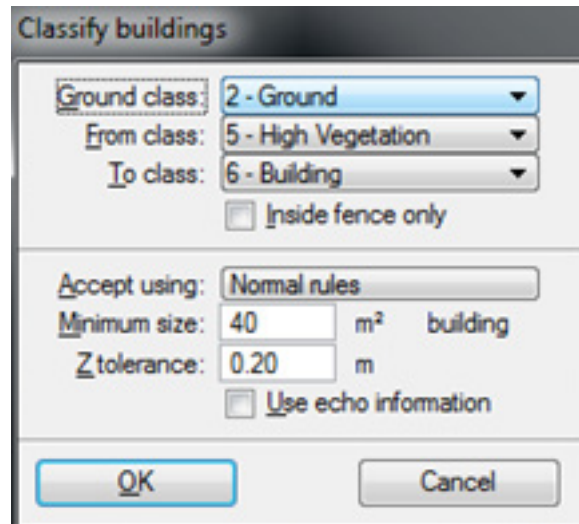 Classify buildings
Ground class: 2 - Ground
From class: 5 - High Vegetation
To class: 6 - Building
Inside fence only
Accept using: Normal rules
Minimum size: 40 m² building
Z tolerance: 0.20 m
Use echo information
OK Cancel